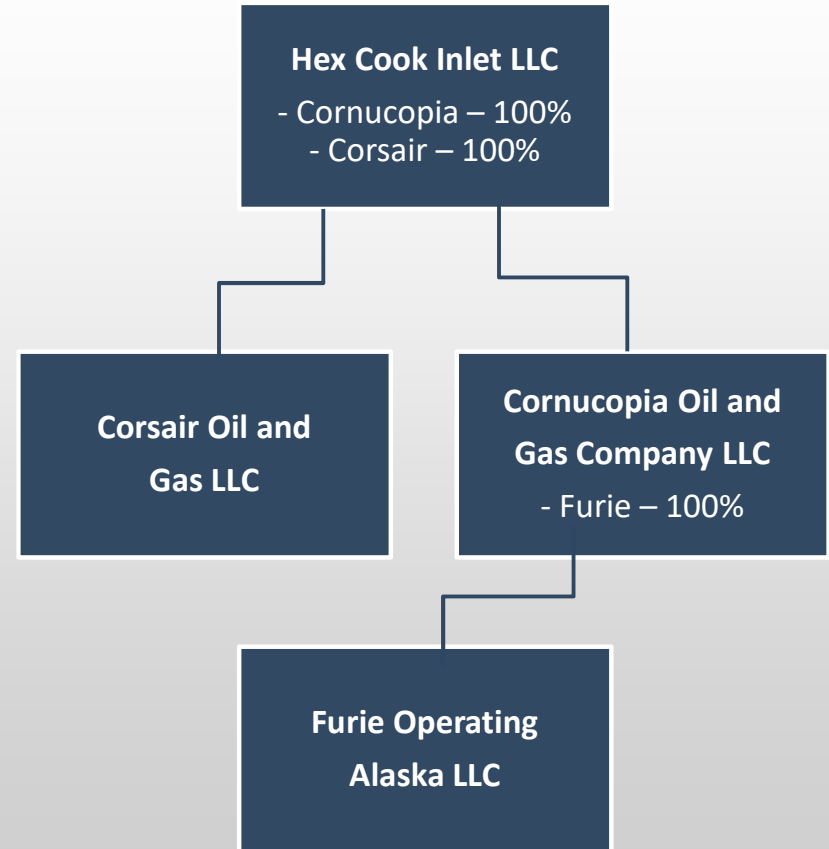 Hex Cook Inlet LLC
- Cornucopia – 100%
- Corsair – 100%
Corsair Oil and
Gas LLC
Cornucopia Oil and
Gas Company LLC
- Furie – 100%
Furie Operating
Alaska LLC